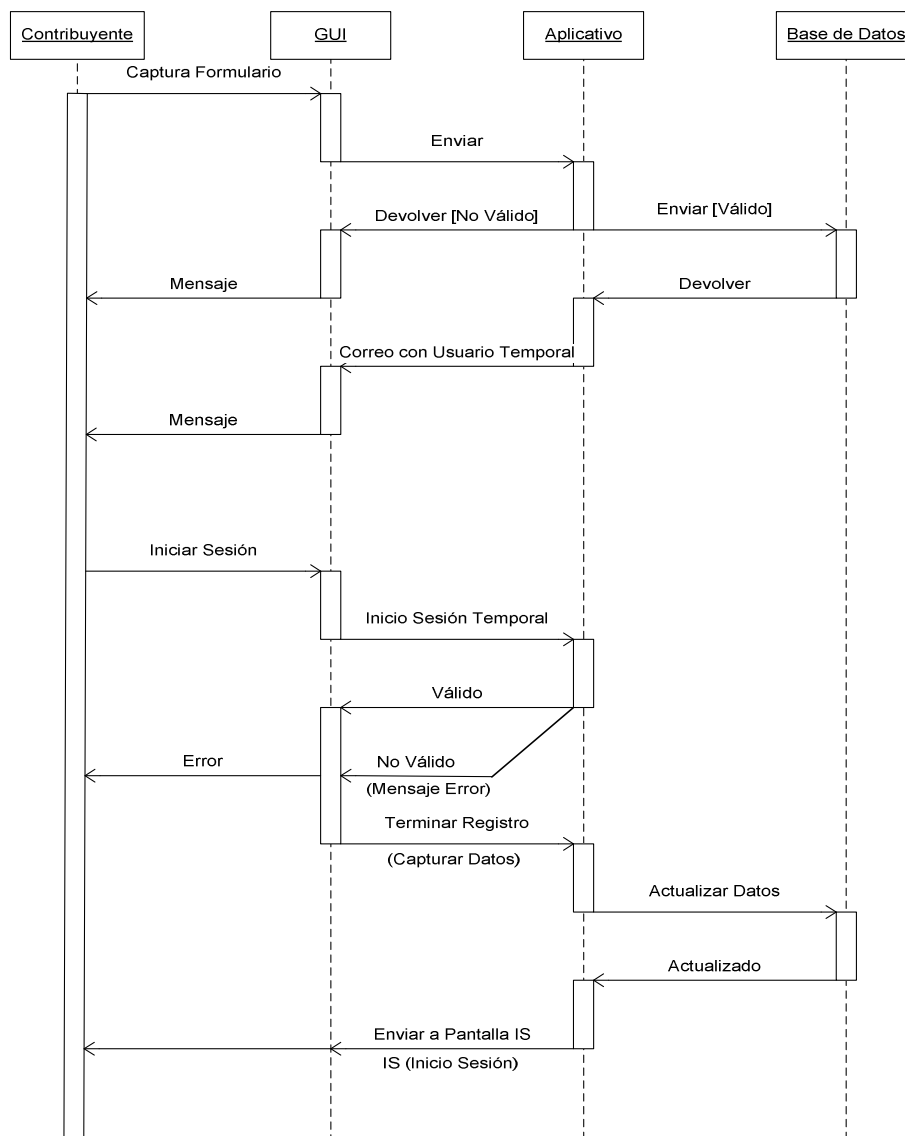 Contribuyente
GUI
Aplicativo
Base de Datos
Captura Formulario
Enviar
Devolver [No Válido]
Enviar [Válido]
Mensaje
Devolver
Correo con Usuario Temporal
Mensaje
Iniciar Sesión
Inicio Sesión Temporal
Válido
Error
No Válido
(Mensaje Error)
Terminar Registro
(Capturar Datos)
Actualizar Datos
Actualizado
Enviar a Pantalla IS
IS (Inicio Sesión)